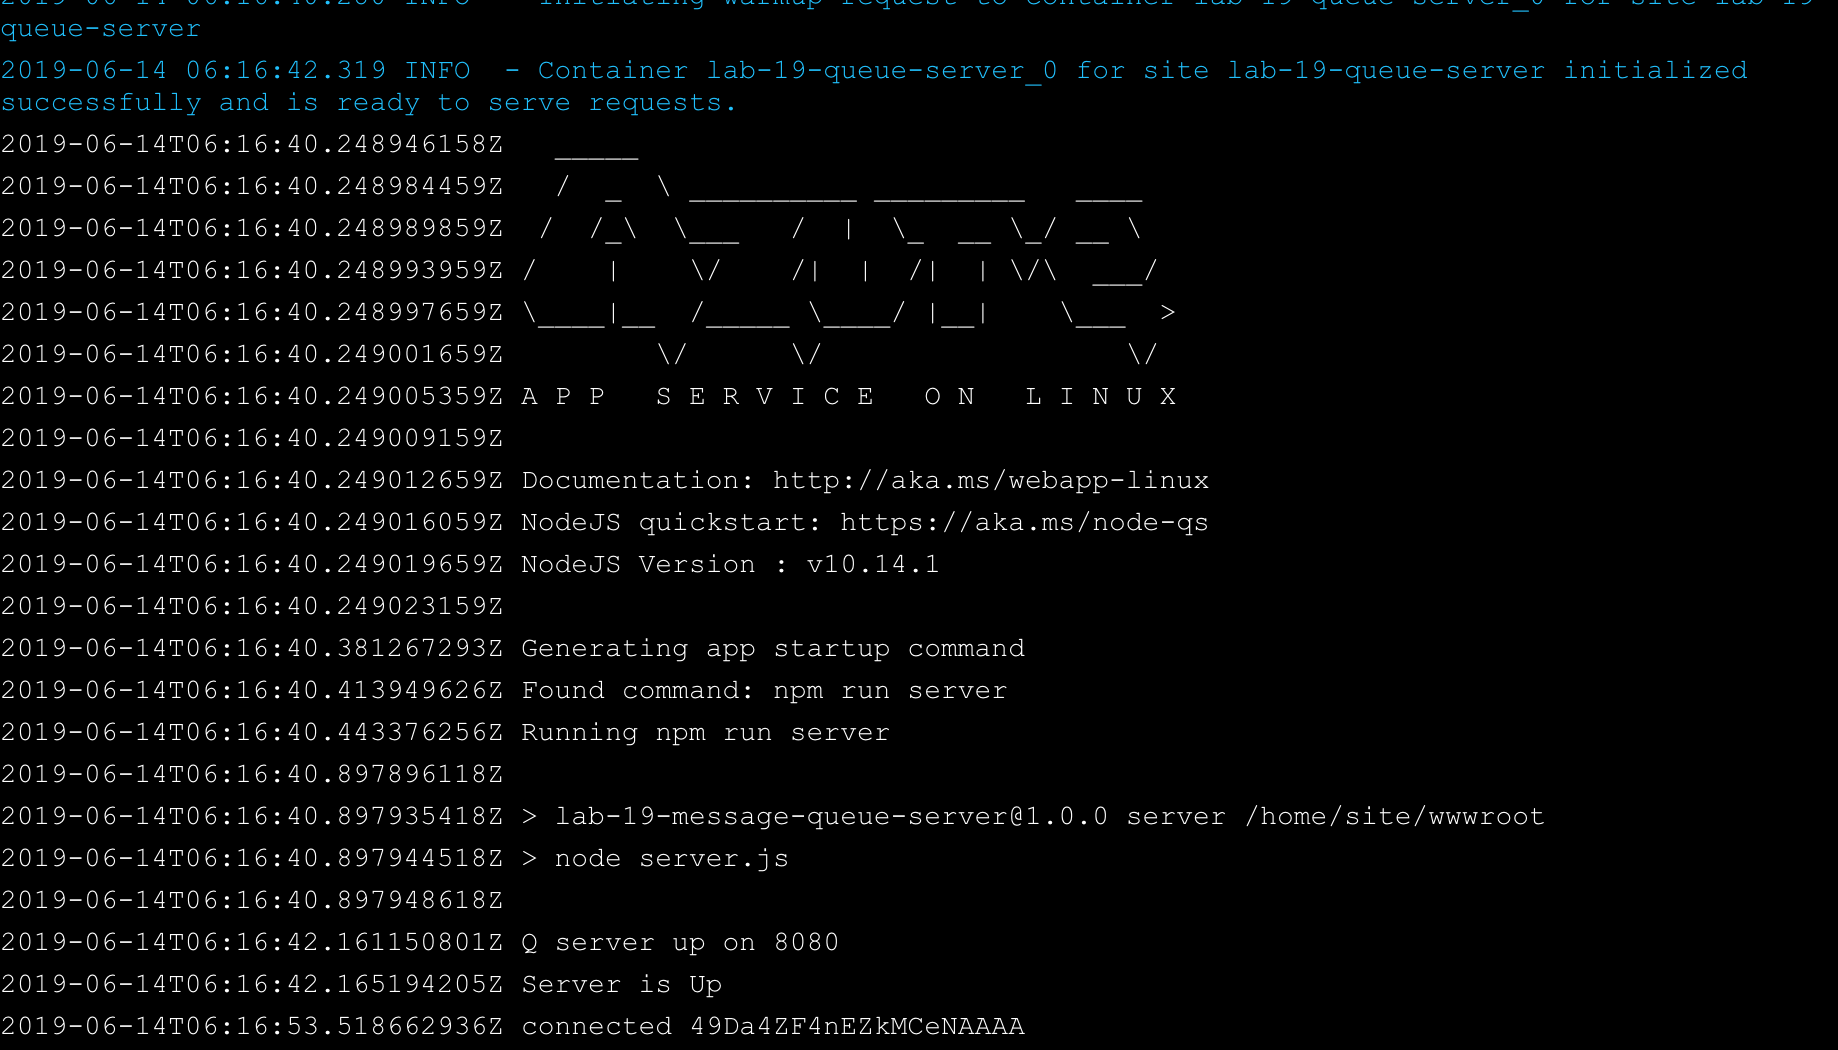 2019-06-14 06:16:40.280 INFO  - Initiating warmup request to container lab-19-queue-server_0 for site lab-19-
queue-server
2019-06-14 06:16:42.319 INFO  - Container lab-19-queue-server_0 for site lab-19-queue-server initialized
successfully and is ready to serve requests.
2019-06-14T06:16:40.248946158Z   _____
2019-06-14T06:16:40.248984459Z   /  _  \ __________ _________   ____
2019-06-14T06:16:40.248989859Z  /  /_\  \___   /  |  \_  __ \_/ __ \
2019-06-14T06:16:40.248993959Z /    |    \/    /|  |  /|  | \/\  ___/
2019-06-14T06:16:40.248997659Z \____|__  /_____ \____/ |__|    \___  >
2019-06-14T06:16:40.249001659Z         \/      \/                  \/
2019-06-14T06:16:40.249005359Z A P P   S E R V I C E   O N   L I N U X
2019-06-14T06:16:40.249009159Z
2019-06-14T06:16:40.249012659Z Documentation: http://aka.ms/webapp-linux
2019-06-14T06:16:40.249016059Z NodeJS quickstart: https://aka.ms/node-qs
2019-06-14T06:16:40.249019659Z NodeJS Version : v10.14.1
2019-06-14T06:16:40.249023159Z
2019-06-14T06:16:40.381267293Z Generating app startup command
2019-06-14T06:16:40.413949626Z Found command: npm run server
2019-06-14T06:16:40.443376256Z Running npm run server
2019-06-14T06:16:40.897896118Z
2019-06-14T06:16:40.897935418Z > lab-19-message-queue-server@1.0.0 server /home/site/wwwroot
2019-06-14T06:16:40.897944518Z > node server.js
2019-06-14T06:16:40.897948618Z
2019-06-14T06:16:42.161150801Z Q server up on 8080
2019-06-14T06:16:42.165194205Z Server is Up
2019-06-14T06:16:53.518662936Z connected 49Da4ZF4nEZkMCeNAAAA